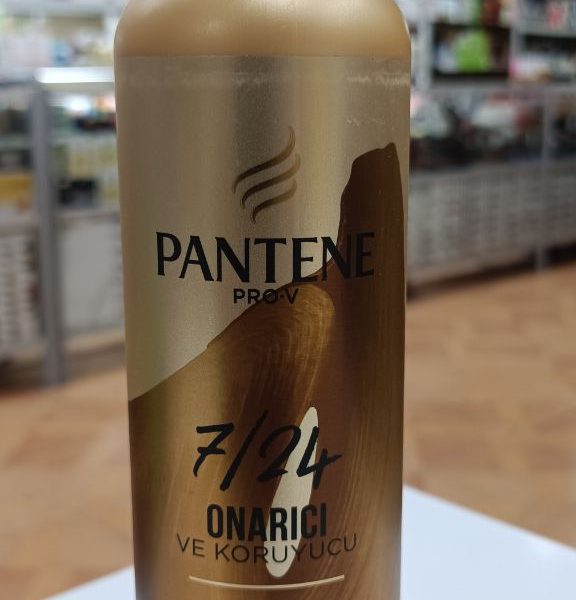 PANTENE
PRO-V
7/24
ONARICI
VE KORUYUCU